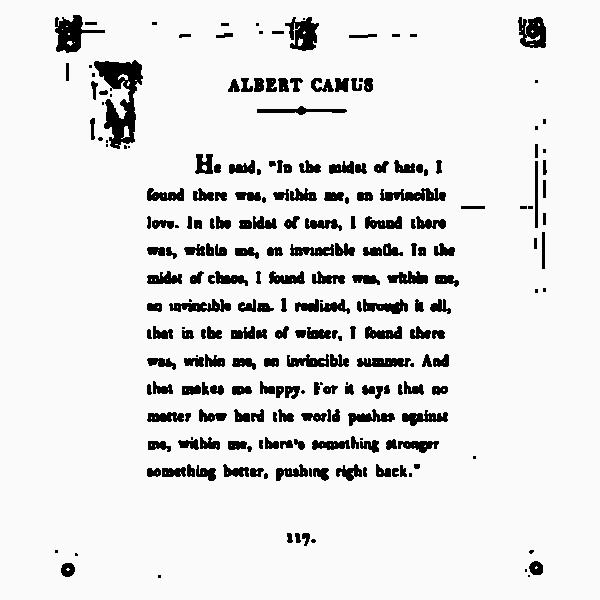 ALBERT CAMUS
He said, "In the midst of hate, I
found there was, within me, an invincible
love. In the midst of tears, I found there
was, within me, an invincible smile. In the
midst of chaos, I found there was, within me,
an invincible calm. I realized, through it all,
that in the midst of winter, I found there
was, within me, an invincible summer. And
that makes me happy. For it says that no
matter how hard the world pushes against
me, within me, there's something stronger
something better, pushing right back."
117.